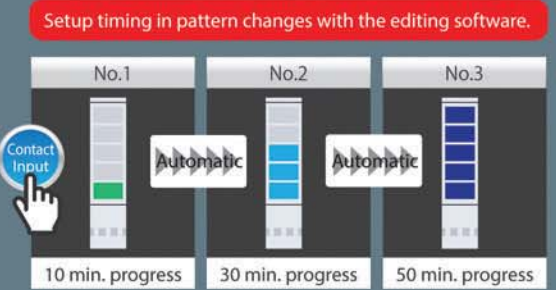 Setup timing in pattern changes with the editing software.
No.1
No.2
No.3
Contact
Input
Automatic
Automatic
10 min. progress
30 min. progress
50 min. progress